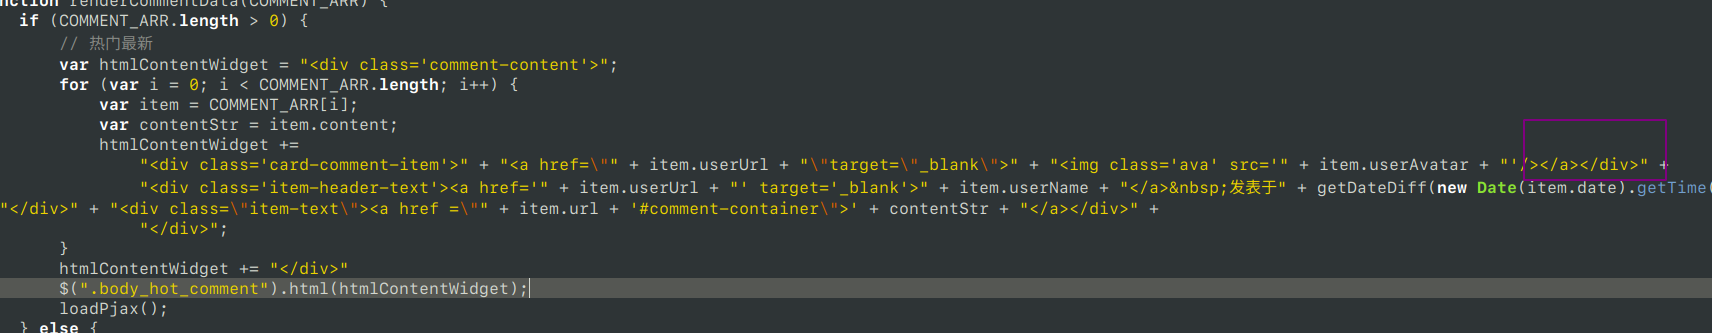 nction renderCommentData(COMMENT_ARR) {
if (COMMENT_ARR.length > 0) {
// 热门最新
var htmlContentWidget = "<div class='comment-content'>";
for (var i = 0; i < COMMENT_ARR.length; i++) {
var item = COMMENT_ARR[i];
var contentStr = item.content;
htmlContentWidget +=
"<div class='card-comment-item'>" + "<a href=\"" + item.userUrl + "\"target=\"_blank\">" + "<img class='ava' src='" + item.userAvatar + "'/></a></div>" +
"<div class='item-header-text'><a href='" + item.userUrl + "' target='_blank'>" + item.userName + "</a>&nbsp;发表于" + getDateDiff(new Date(item.date).getTime(
"</div>" + "<div class=\"item-text\"><a href =\"" + item.url + '#comment-container\">' + contentStr + "</a></div>" +
"</div>";
}
htmlContentWidget += "</div>"
$(".body_hot_comment").html(htmlContentWidget);
loadPjax();
} else {